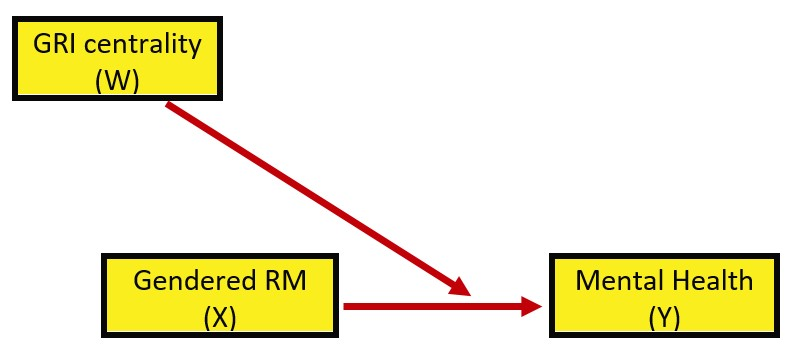 GRI centrality
(W)
Gendered RM
(X)
Mental Health
(Y)